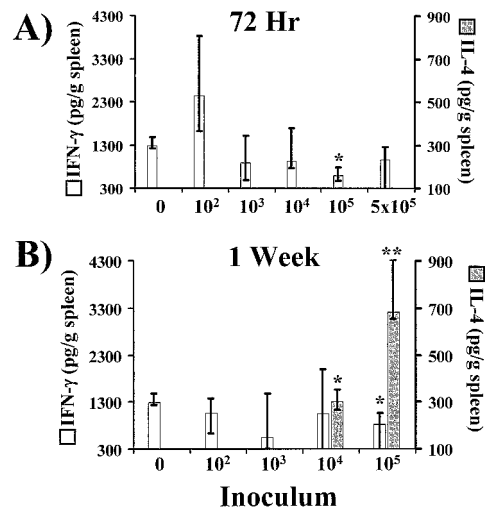 A)
72 Hr
IFN-γ (pg/g spleen)
4300
3300
2300
1300
300
900
700
500
300
100
IL-4 (pg/g spleen)
*
0 10² 10³ 10⁴ 10⁵ 5x10⁵
B)
1 Week
IFN-γ (pg/g spleen)
4300
3300
2300
1300
300
900
700
500
300
100
IL-4 (pg/g spleen)
**
*
*
0 10² 10³ 10⁴ 10⁵
Inoculum